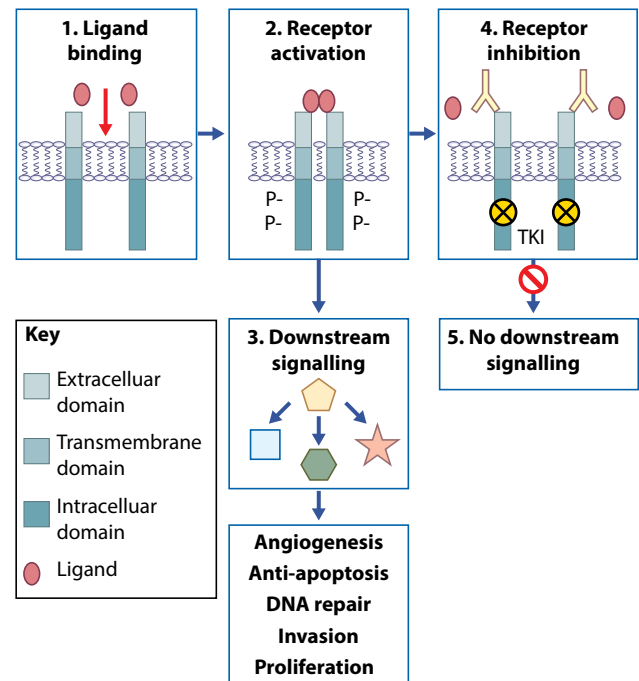 1. Ligand
binding
2. Receptor
activation
P-
P-
P-
P-
4. Receptor
inhibition
TKI
3. Downstream
signalling
5. No downstream
signalling
Key
Extracelluar
domain
Transmembrane
domain
Intracelluar
domain
Ligand
Angiogenesis
Anti-apoptosis
DNA repair
Invasion
Proliferation